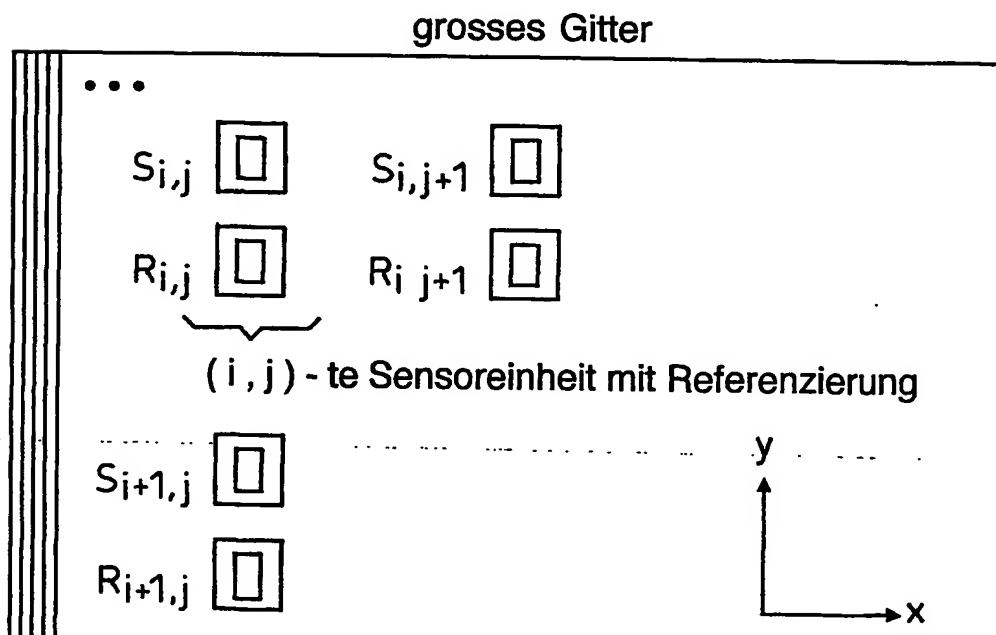 grosses Gitter
...
Si,j Si,j+1
Ri,j Ri j+1
(i,j)-te Sensoreinheit mit Referenzierung
y
Si+1,j
Ri+1,j
x